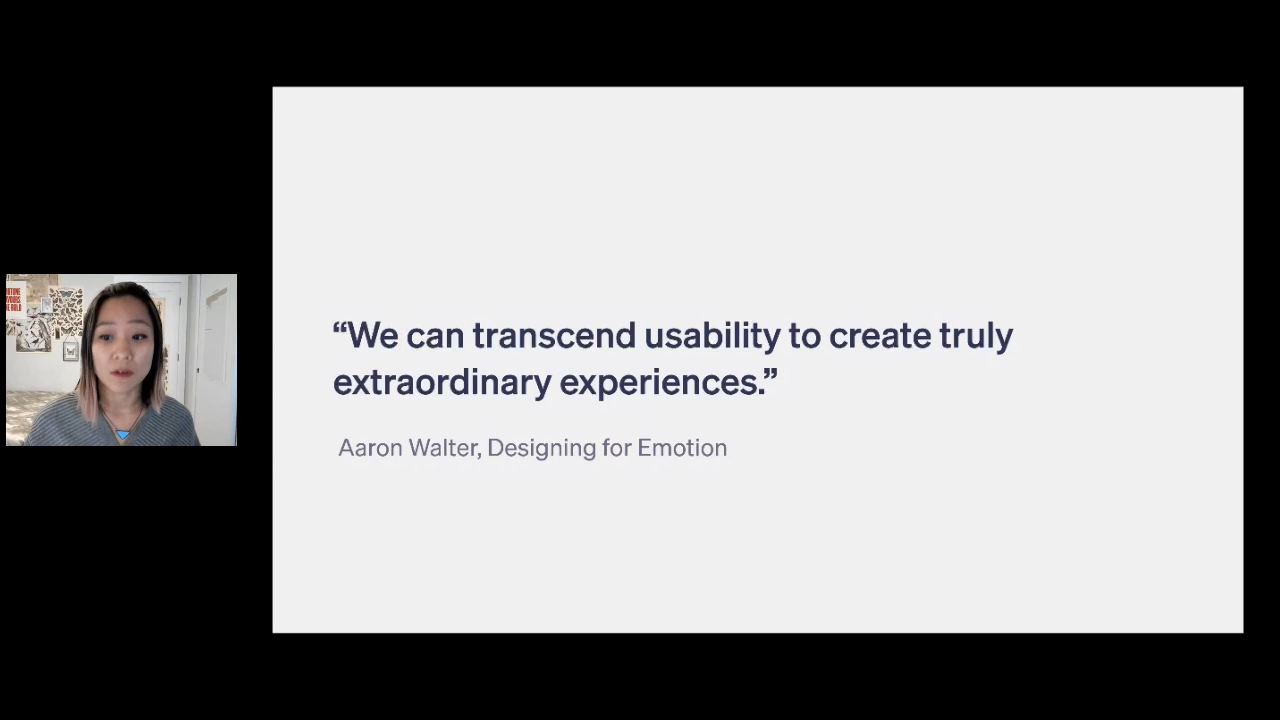 “We can transcend usability to create truly
extraordinary experiences.”
Aaron Walter, Designing for Emotion